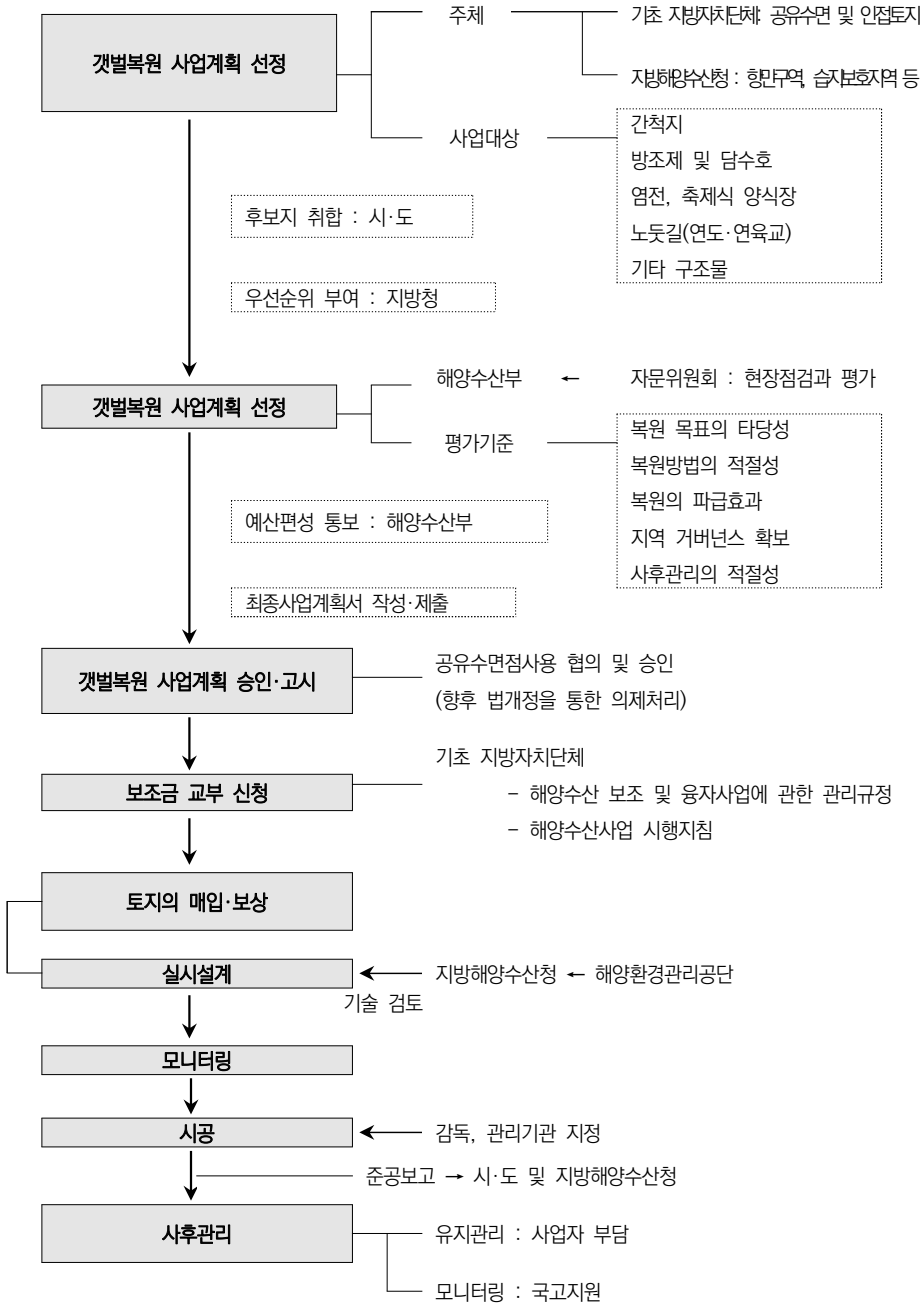 주체
기초 지방자치단체: 공유수면 및 인접토지
갯벌복원 사업계획 선정
지방해양수산청 : 항만구역, 습지보호지역 등
사업대상
간척지
방조제 및 담수호
염전, 축제식 양식장
노둣길(연도·연육교)
기타 구조물
후보지 취합 : 시·도
우선순위 부여 : 지방청
해양수산부 ← 자문위원회 : 현장점검과 평가
갯벌복원 사업계획 선정
평가기준
복원 목표의 타당성
복원방법의 적절성
복원의 파급효과
지역 거버넌스 확보
사후관리의 적절성
예산편성 통보 : 해양수산부
최종사업계획서 작성·제출
갯벌복원 사업계획 승인·고시
공유수면점사용 협의 및 승인
(향후 법개정을 통한 의제처리)
보조금 교부 신청
기초 지방자치단체
- 해양수산 보조 및 융자사업에 관한 관리규정
- 해양수산사업 시행지침
토지의 매입·보상
실시설계
지방해양수산청 ← 해양환경관리공단
기술 검토
모니터링
시공
감독, 관리기관 지정
준공보고 → 시·도 및 지방해양수산청
사후관리
유지관리 : 사업자 부담
모니터링 : 국고지원